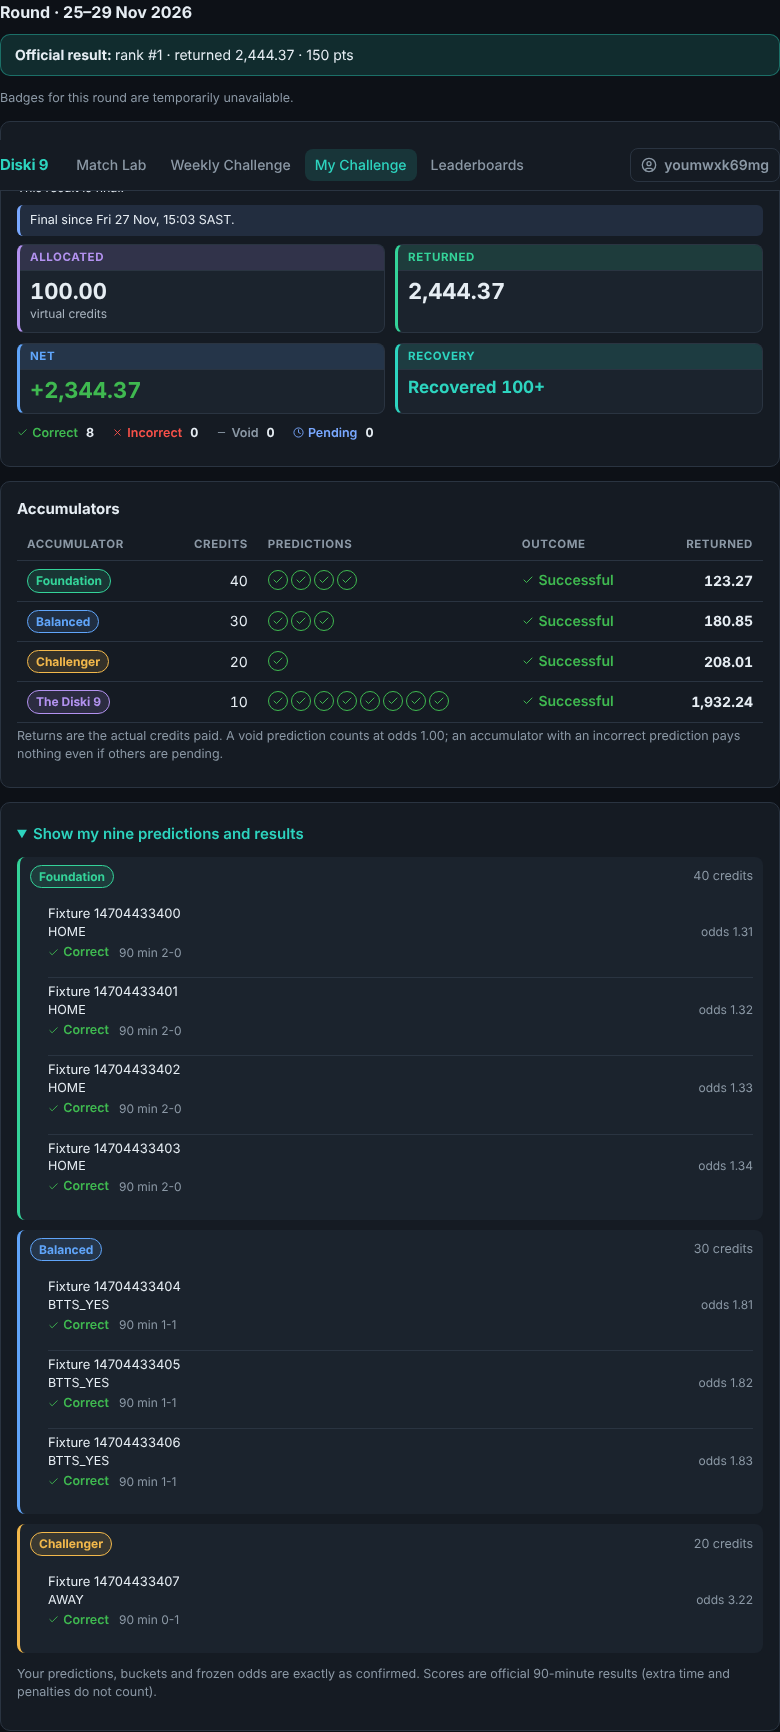 Round · 25–29 Nov 2026
Official result: rank #1 · returned 2,444.37 · 150 pts
Badges for this round are temporarily unavailable.
Diski 9 Match Lab Weekly Challenge My Challenge Leaderboards youmwxk69mg
This result is final.
Final since Fri 27 Nov, 15:03 SAST.
ALLOCATED
100.00
virtual credits
RETURNED
2,444.37
NET
+2,344.37
RECOVERY
Recovered 100+
Correct 8 Incorrect 0 Void 0 Pending 0
Accumulators
ACCUMULATOR CREDITS PREDICTIONS OUTCOME RETURNED
Foundation 40 Successful 123.27
Balanced 30 Successful 180.85
Challenger 20 Successful 208.01
The Diski 9 10 Successful 1,932.24
Returns are the actual credits paid. A void prediction counts at odds 1.00; an accumulator with an incorrect prediction pays
nothing even if others are pending.
Show my nine predictions and results
Foundation 40 credits
Fixture 14704433400
HOME odds 1.31
Correct 90 min 2-0
Fixture 14704433401
HOME odds 1.32
Correct 90 min 2-0
Fixture 14704433402
HOME odds 1.33
Correct 90 min 2-0
Fixture 14704433403
HOME odds 1.34
Correct 90 min 2-0
Balanced 30 credits
Fixture 14704433404
BTTS_YES odds 1.81
Correct 90 min 1-1
Fixture 14704433405
BTTS_YES odds 1.82
Correct 90 min 1-1
Fixture 14704433406
BTTS_YES odds 1.83
Correct 90 min 1-1
Challenger 20 credits
Fixture 14704433407
AWAY odds 3.22
Correct 90 min 0-1
Your predictions, buckets and frozen odds are exactly as confirmed. Scores are official 90-minute results (extra time and
penalties do not count).